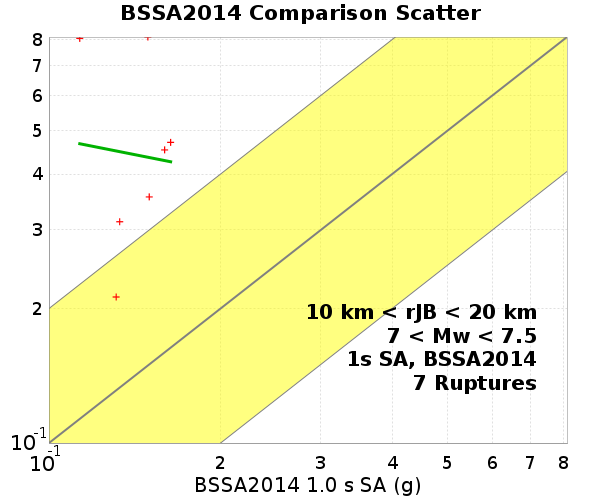 BSSA2014 Comparison Scatter
8
7
6
5
4
3
2
10 km < rJB < 20 km
7 < Mw < 7.5
1s SA, BSSA2014
7 Ruptures
10-1
10-1 2 3 4 5 6 7 8
BSSA2014 1.0 s SA (g)